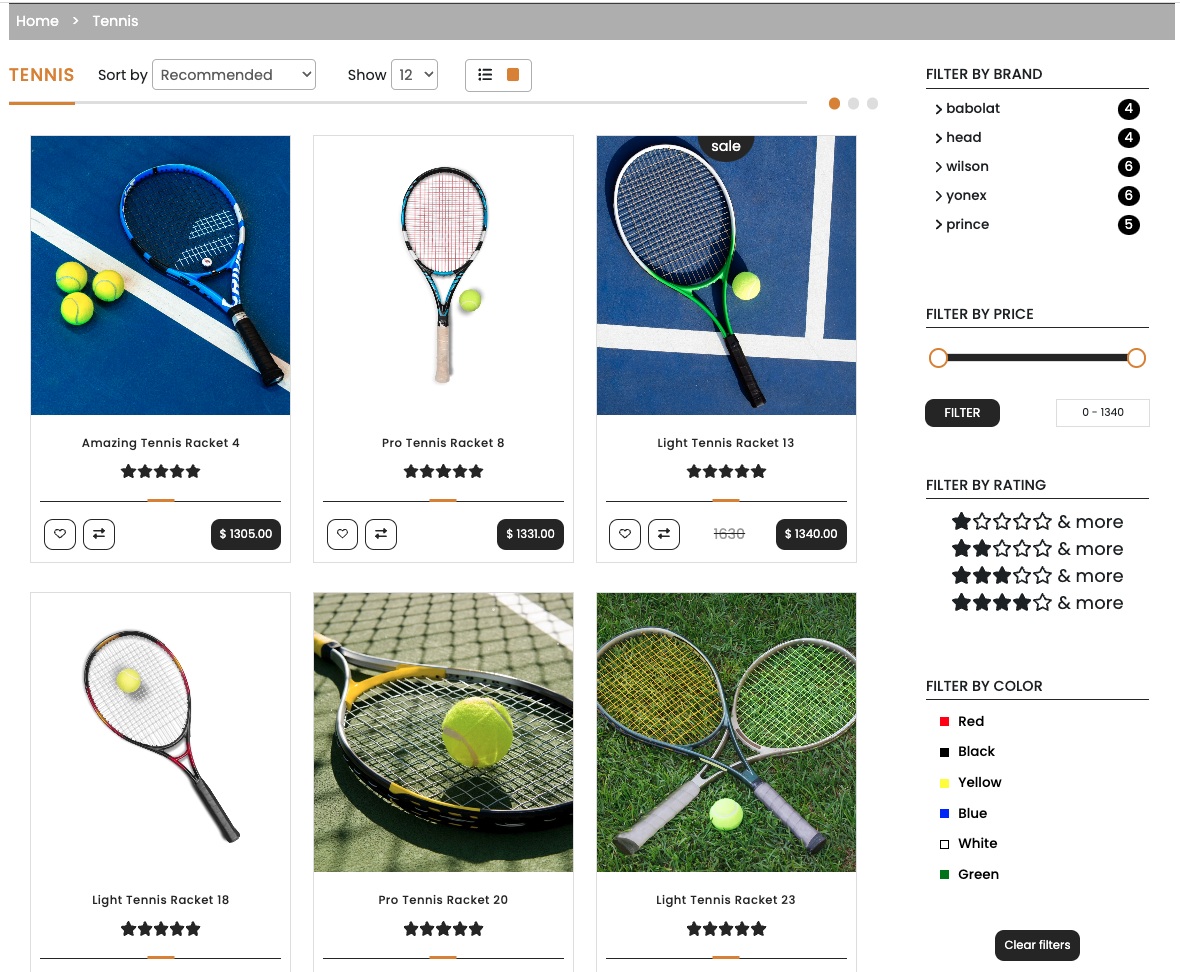 Home > Tennis
TENNIS Sort by Recommended Show 12
Amazing Tennis Racket 4
$ 1305.00
Pro Tennis Racket 8
$ 1331.00
sale
Light Tennis Racket 13
1630 $ 1340.00
Light Tennis Racket 18
Pro Tennis Racket 20
Light Tennis Racket 23
FILTER BY BRAND
babolat 4
head 4
wilson 6
yonex 6
prince 5
FILTER BY PRICE
FILTER 0 - 1340
FILTER BY RATING
& more
& more
& more
& more
FILTER BY COLOR
Red
Black
Yellow
Blue
White
Green
Clear filters